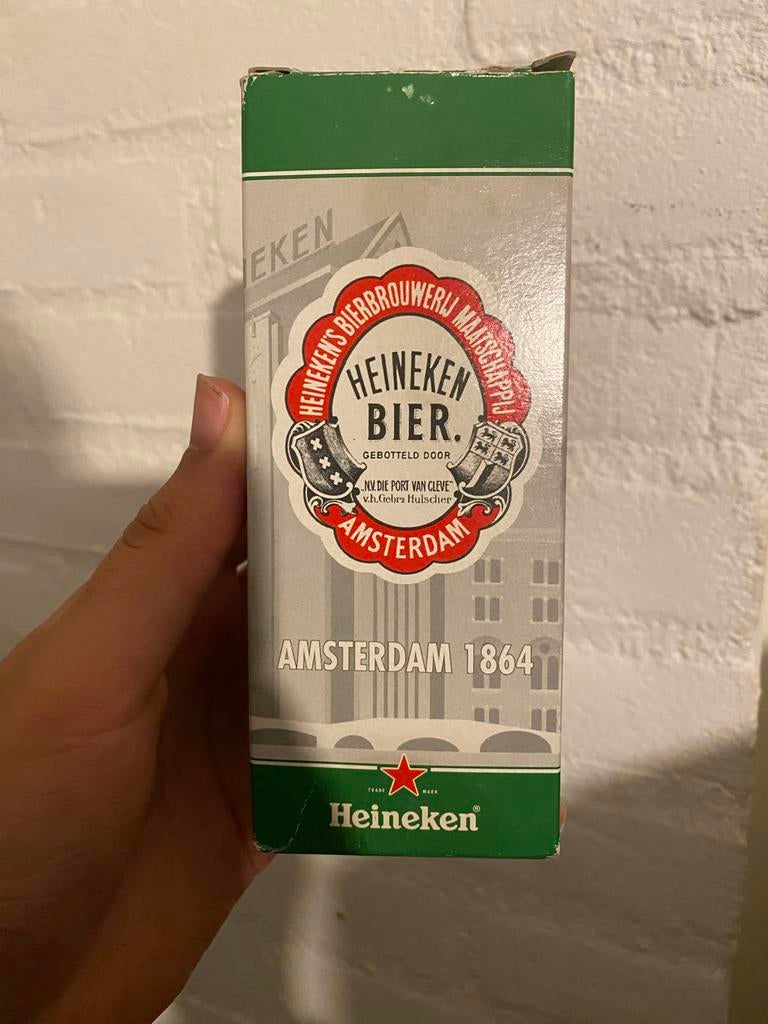 EKEN
HEINEKEN'S BIERBROUWERIJ MAATSCHAPPIJ
HEINEKEN
BIER.
GEBOTTELD DOOR
„N.V. DIE PORT VAN CLEVE"
v.h. Gebrs Hulscher
AMSTERDAM
AMSTERDAM 1864
TRADE MARK
Heineken®